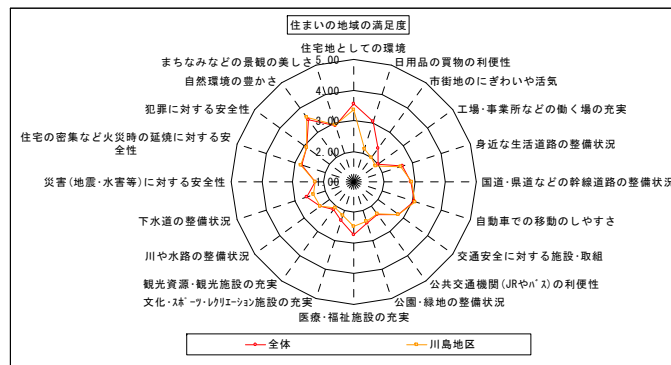 住まいの地域の満足度
住宅地としての環境
まちなみなどの景観の美しさ
5.00
日用品の買物の利便性
自然環境の豊かさ
4.00
市街地のにぎわいや活気
犯罪に対する安全性
3.00
工場・事業所などの働く場の充実
住宅の密集など火災時の延焼に対する安
全性
2.00
身近な生活道路の整備状況
災害(地震・水害等)に対する安全性
1.00
国道・県道などの幹線道路の整備状況
下水道の整備状況
自動車での移動のしやすさ
川や水路の整備状況
交通安全に対する施設・取組
観光資源・観光施設の充実
公共交通機関(JRやﾊﾞｽ)の利便性
文化・ｽﾎﾟｰﾂ・ﾚｸﾘｴｰｼｮﾝ施設の充実
公園・緑地の整備状況
医療・福祉施設の充実
全体
川島地区